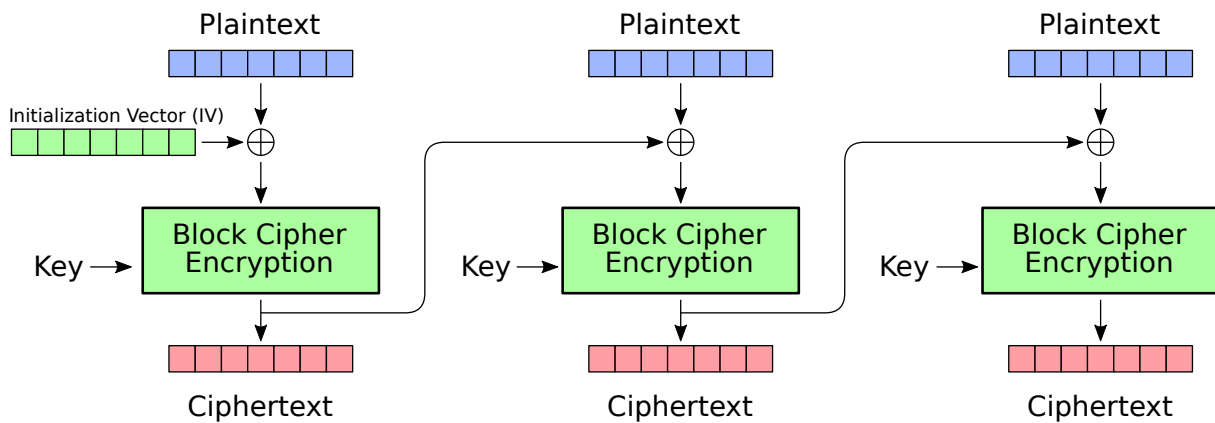 Plaintext
Plaintext
Plaintext
Initialization Vector (IV)
Key
Block Cipher
Encryption
Key
Block Cipher
Encryption
Key
Block Cipher
Encryption
Ciphertext
Ciphertext
Ciphertext